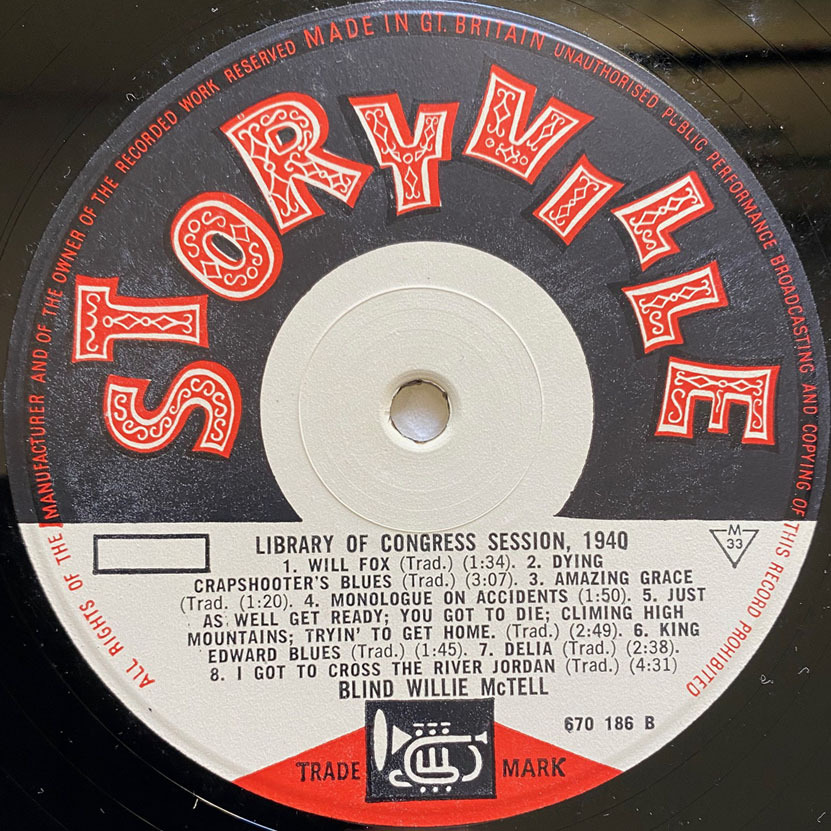 ALL RIGHTS OF THE MANUFACTURER AND OF THE OWNER OF THE RECORDED WORK RESERVED MADE IN GT. BRITAIN UNAUTHORISED PUBLIC PERFORMANCE BROADCASTING AND COPYING OF THIS RECORD PROHIBITED
STORYVILLE
LIBRARY OF CONGRESS SESSION, 1940
1. WILL FOX (Trad.) (1:34). 2. DYING
CRAPSHOOTER'S BLUES (Trad.) (3:07). 3. AMAZING GRACE
(Trad. (1:20). 4. MONOLOGUE ON ACCIDENTS (1:50). 5. JUST
AS WELL GET READY; YOU GOT TO DIE; CLIMING HIGH
MOUNTAINS; TRYIN' TO GET HOME. (Trad.) (2:49). 6. KING
EDWARD BLUES (Trad.) (1:45). 7. DELIA (Trad.) (2:38).
8. I GOT TO CROSS THE RIVER JORDAN (Trad.) (4:31)
BLIND WILLIE McTELL
M
33
670 186 B
TRADE MARK